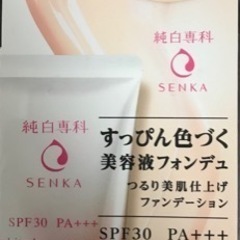 純白専科
SENKA
純白専科
SENKA
SPF30 PA+++
すっぴん色づく
美容液フォンデュ
つるり美肌仕上げ
ファンデーション
SPF30 PA+++